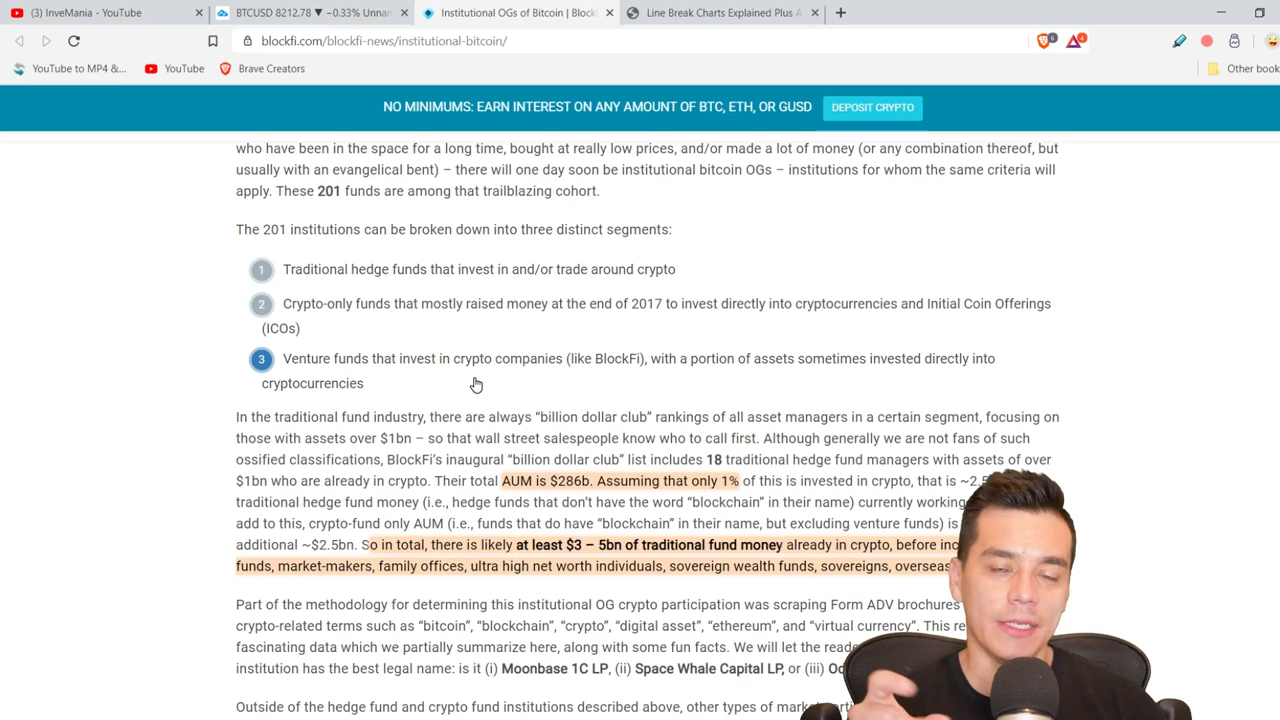 (3) InveMania - YouTube
BTCUSD 8212.78 ▼ −0.33% Unnan
Institutional OGs of Bitcoin | BlockF
Line Break Charts Explained Plus A
blockfi.com/blockfi-news/institutional-bitcoin/
6
4
YouTube to MP4 &...
YouTube
Brave Creators
Other book
NO MINIMUMS: EARN INTEREST ON ANY AMOUNT OF BTC, ETH, OR GUSD
DEPOSIT CRYPTO
who have been in the space for a long time, bought at really low prices, and/or made a lot of money (or any combination thereof, but
usually with an evangelical bent) – there will one day soon be institutional bitcoin OGs – institutions for whom the same criteria will
apply. These 201 funds are among that trailblazing cohort.
The 201 institutions can be broken down into three distinct segments:
1 Traditional hedge funds that invest in and/or trade around crypto
2 Crypto-only funds that mostly raised money at the end of 2017 to invest directly into cryptocurrencies and Initial Coin Offerings
(ICOs)
3 Venture funds that invest in crypto companies (like BlockFi), with a portion of assets sometimes invested directly into
cryptocurrencies
In the traditional fund industry, there are always “billion dollar club” rankings of all asset managers in a certain segment, focusing on
those with assets over $1bn – so that wall street salespeople know who to call first. Although generally we are not fans of such
ossified classifications, BlockFi’s inaugural “billion dollar club” list includes 18 traditional hedge fund managers with assets of over
$1bn who are already in crypto. Their total AUM is $286b. Assuming that only 1% of this is invested in crypto, that is ~2.5
traditional hedge fund money (i.e., hedge funds that don’t have the word “blockchain” in their name) currently working
add to this, crypto-fund only AUM (i.e., funds that do have “blockchain” in their name, but excluding venture funds) is
additional ~$2.5bn. So in total, there is likely at least $3 – 5bn of traditional fund money already in crypto, before inc
funds, market-makers, family offices, ultra high net worth individuals, sovereign wealth funds, sovereigns, overseas
Part of the methodology for determining this institutional OG crypto participation was scraping Form ADV brochures
crypto-related terms such as “bitcoin”, “blockchain”, “crypto”, “digital asset”, “ethereum”, and “virtual currency”. This re
fascinating data which we partially summarize here, along with some fun facts. We will let the reade
institution has the best legal name: is it (i) Moonbase 1C LP, (ii) Space Whale Capital LP, or (iii) Oc
Outside of the hedge fund and crypto fund institutions described above, other types of market